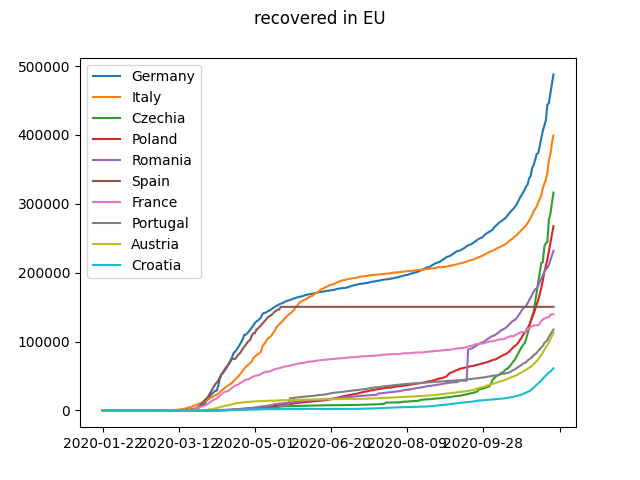 recovered in EU
500000
400000
300000
200000
100000
0
Germany
Italy
Czechia
Poland
Romania
Spain
France
Portugal
Austria
Croatia
2020-01-22 2020-03-12 2020-05-01 2020-06-20 2020-08-09 2020-09-28